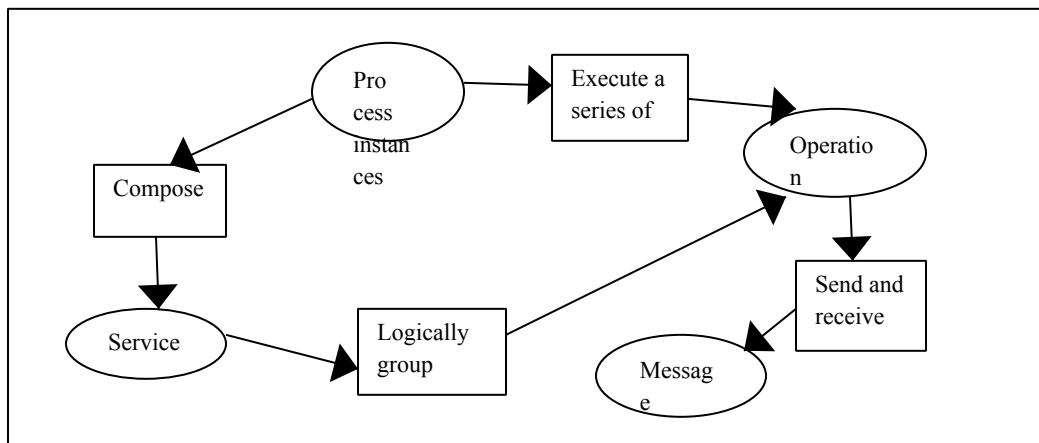 Pro
cess
instan
ces
Execute a
series of
Operatio
n
Compose
Send and
receive
Service
Logically
group
Messag
e